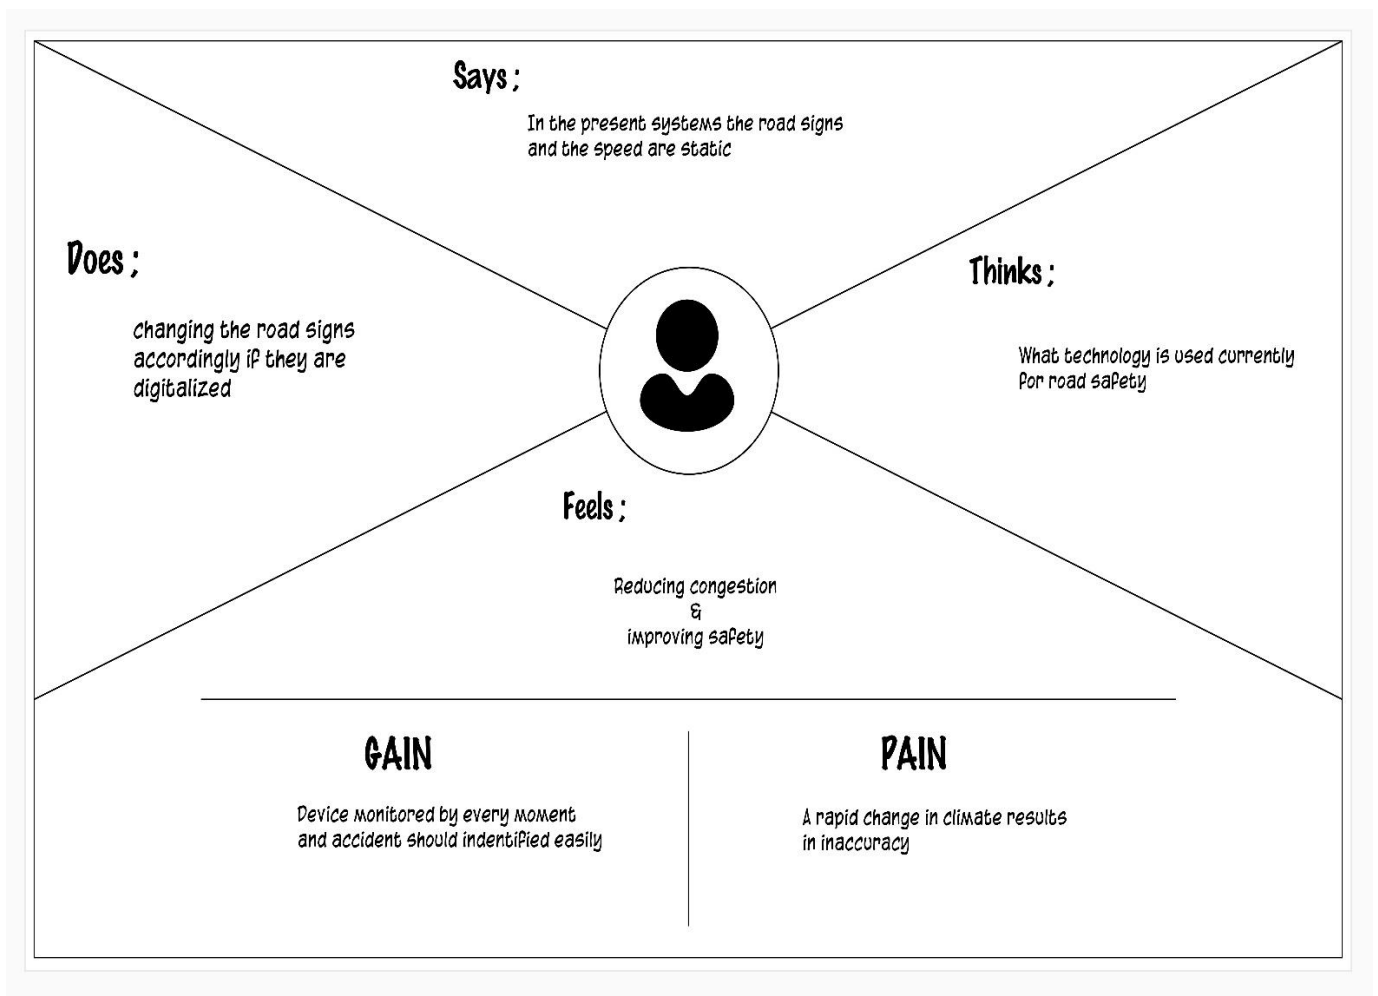 Says ;
In the present systems the road signs
and the speed are static
Does ;
changing the road signs
accordingly if they are
digitalized
Thinks ;
What technology is used currently
for road safety
Feels ;
Reducing congestion
&
improving safety
GAIN
Device monitored by every moment
and accident should indentified easily
PAIN
A rapid change in climate results
in inaccuracy